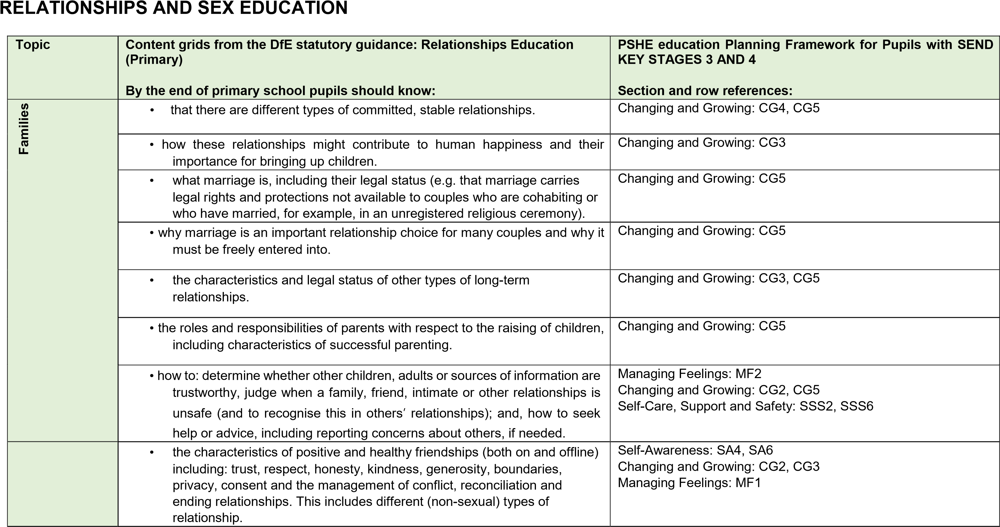 RELATIONSHIPS AND SEX EDUCATION
Topic
Content grids from the DfE statutory guidance: Relationships Education
(Primary)
By the end of primary school pupils should know:
PSHE education Planning Framework for Pupils with SEND
KEY STAGES 3 AND 4
Section and row references:
Families
• that there are different types of committed, stable relationships.
Changing and Growing: CG4, CG5
• how these relationships might contribute to human happiness and their
importance for bringing up children.
Changing and Growing: CG3
• what marriage is, including their legal status (e.g. that marriage carries
legal rights and protections not available to couples who are cohabiting or
who have married, for example, in an unregistered religious ceremony).
Changing and Growing: CG5
• why marriage is an important relationship choice for many couples and why it
must be freely entered into.
Changing and Growing: CG5
• the characteristics and legal status of other types of long-term
relationships.
Changing and Growing: CG3, CG5
• the roles and responsibilities of parents with respect to the raising of children,
including characteristics of successful parenting.
Changing and Growing: CG5
• how to: determine whether other children, adults or sources of information are
trustworthy, judge when a family, friend, intimate or other relationships is
unsafe (and to recognise this in others’ relationships); and, how to seek
help or advice, including reporting concerns about others, if needed.
Managing Feelings: MF2
Changing and Growing: CG2, CG5
Self-Care, Support and Safety: SSS2, SSS6
• the characteristics of positive and healthy friendships (both on and offline)
including: trust, respect, honesty, kindness, generosity, boundaries,
privacy, consent and the management of conflict, reconciliation and
ending relationships. This includes different (non-sexual) types of
relationship.
Self-Awareness: SA4, SA6
Changing and Growing: CG2, CG3
Managing Feelings: MF1